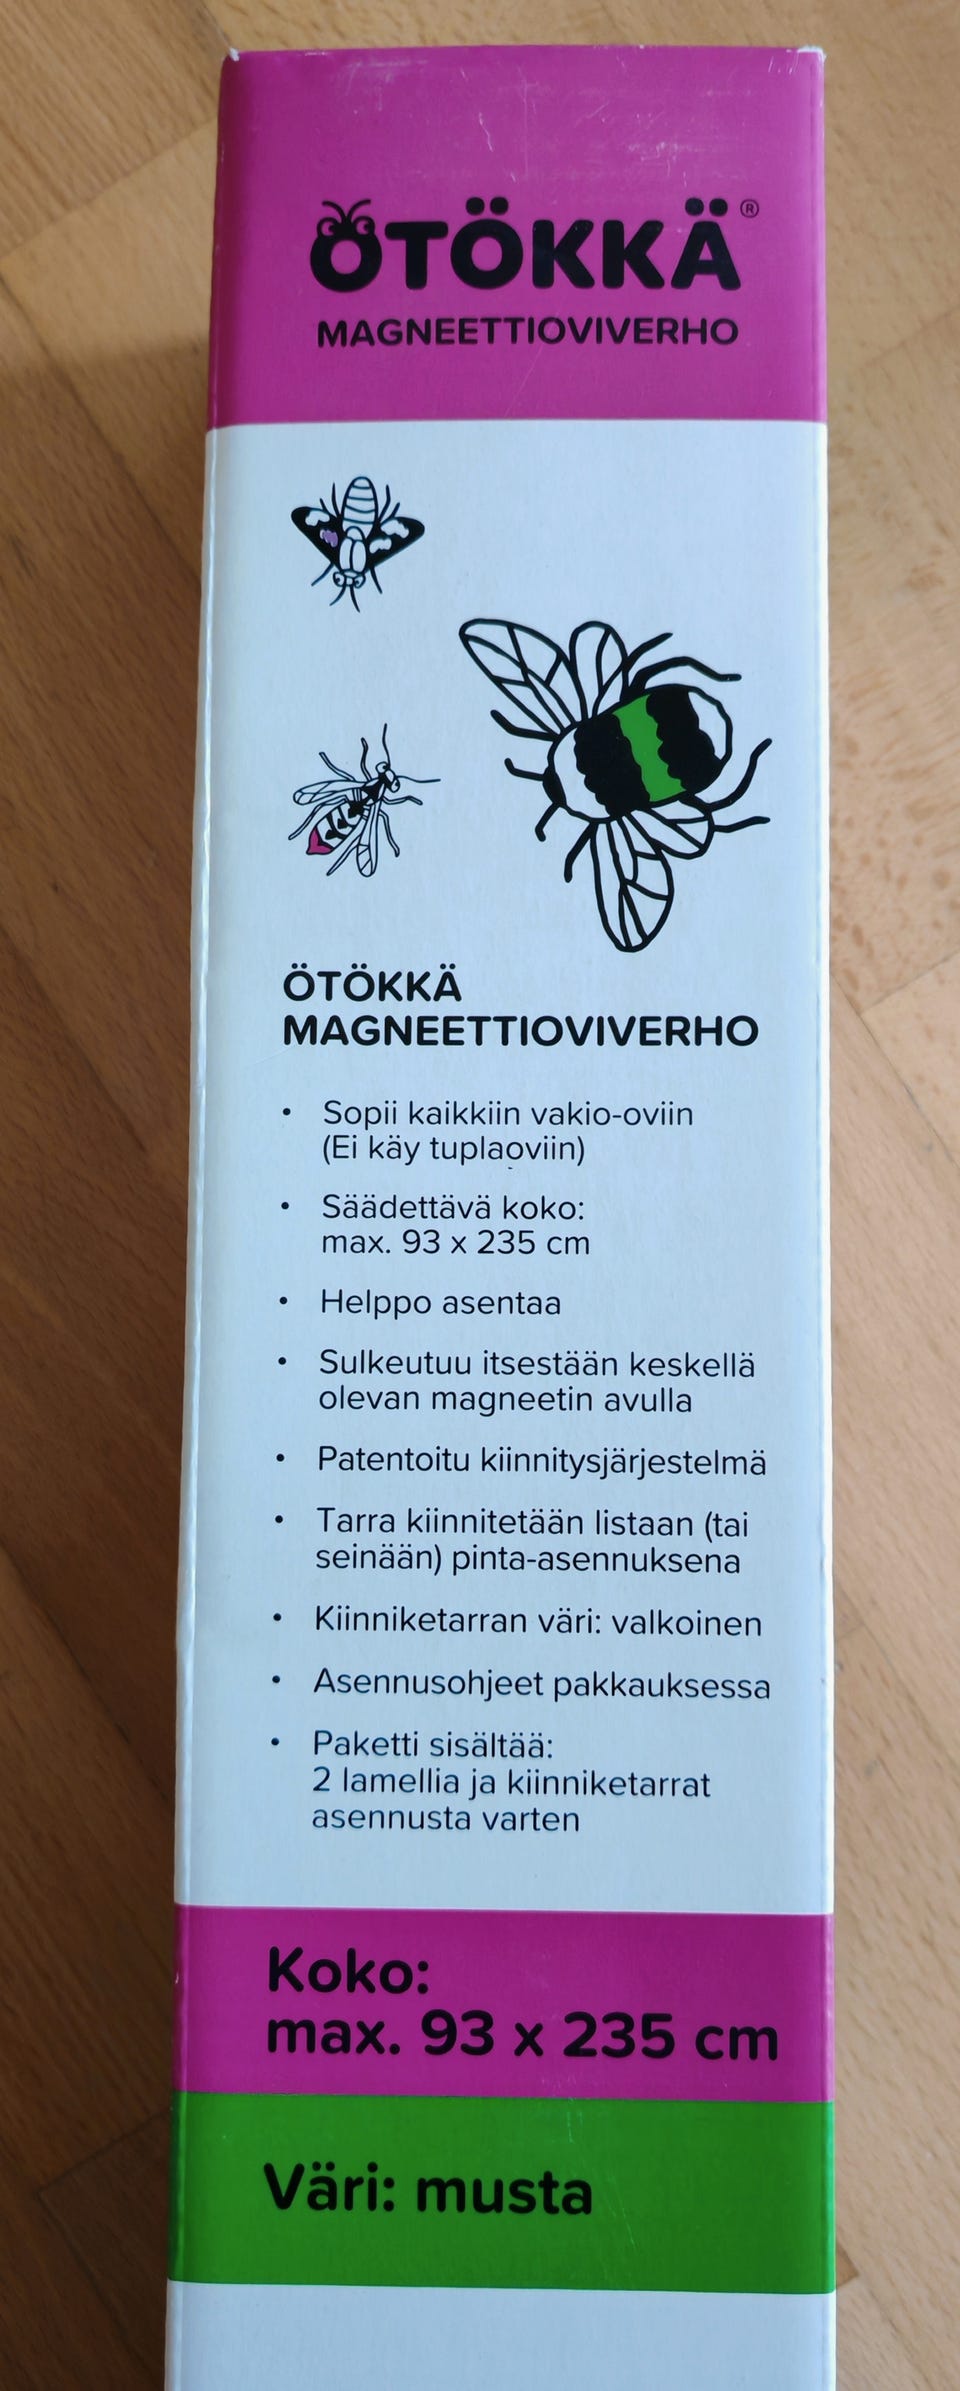 ÖTÖKKÄ®
MAGNEETTIOVIVERHO
ÖTÖKKÄ
MAGNEETTIOVIVERHO
• Sopii kaikkiin vakio-oviin
(Ei käy tuplaoviin)
• Säädettävä koko:
max. 93 x 235 cm
• Helppo asentaa
• Sulkeutuu itsestään keskellä
olevan magneetin avulla
• Patentoitu kiinnitysjärjestelmä
• Tarra kiinnitetään listaan (tai
seinään) pinta-asennuksena
• Kiinniketarran väri: valkoinen
• Asennusohjeet pakkauksessa
• Paketti sisältää:
2 lamellia ja kiinniketarrat
asennusta varten
Koko:
max. 93 x 235 cm
Väri: musta